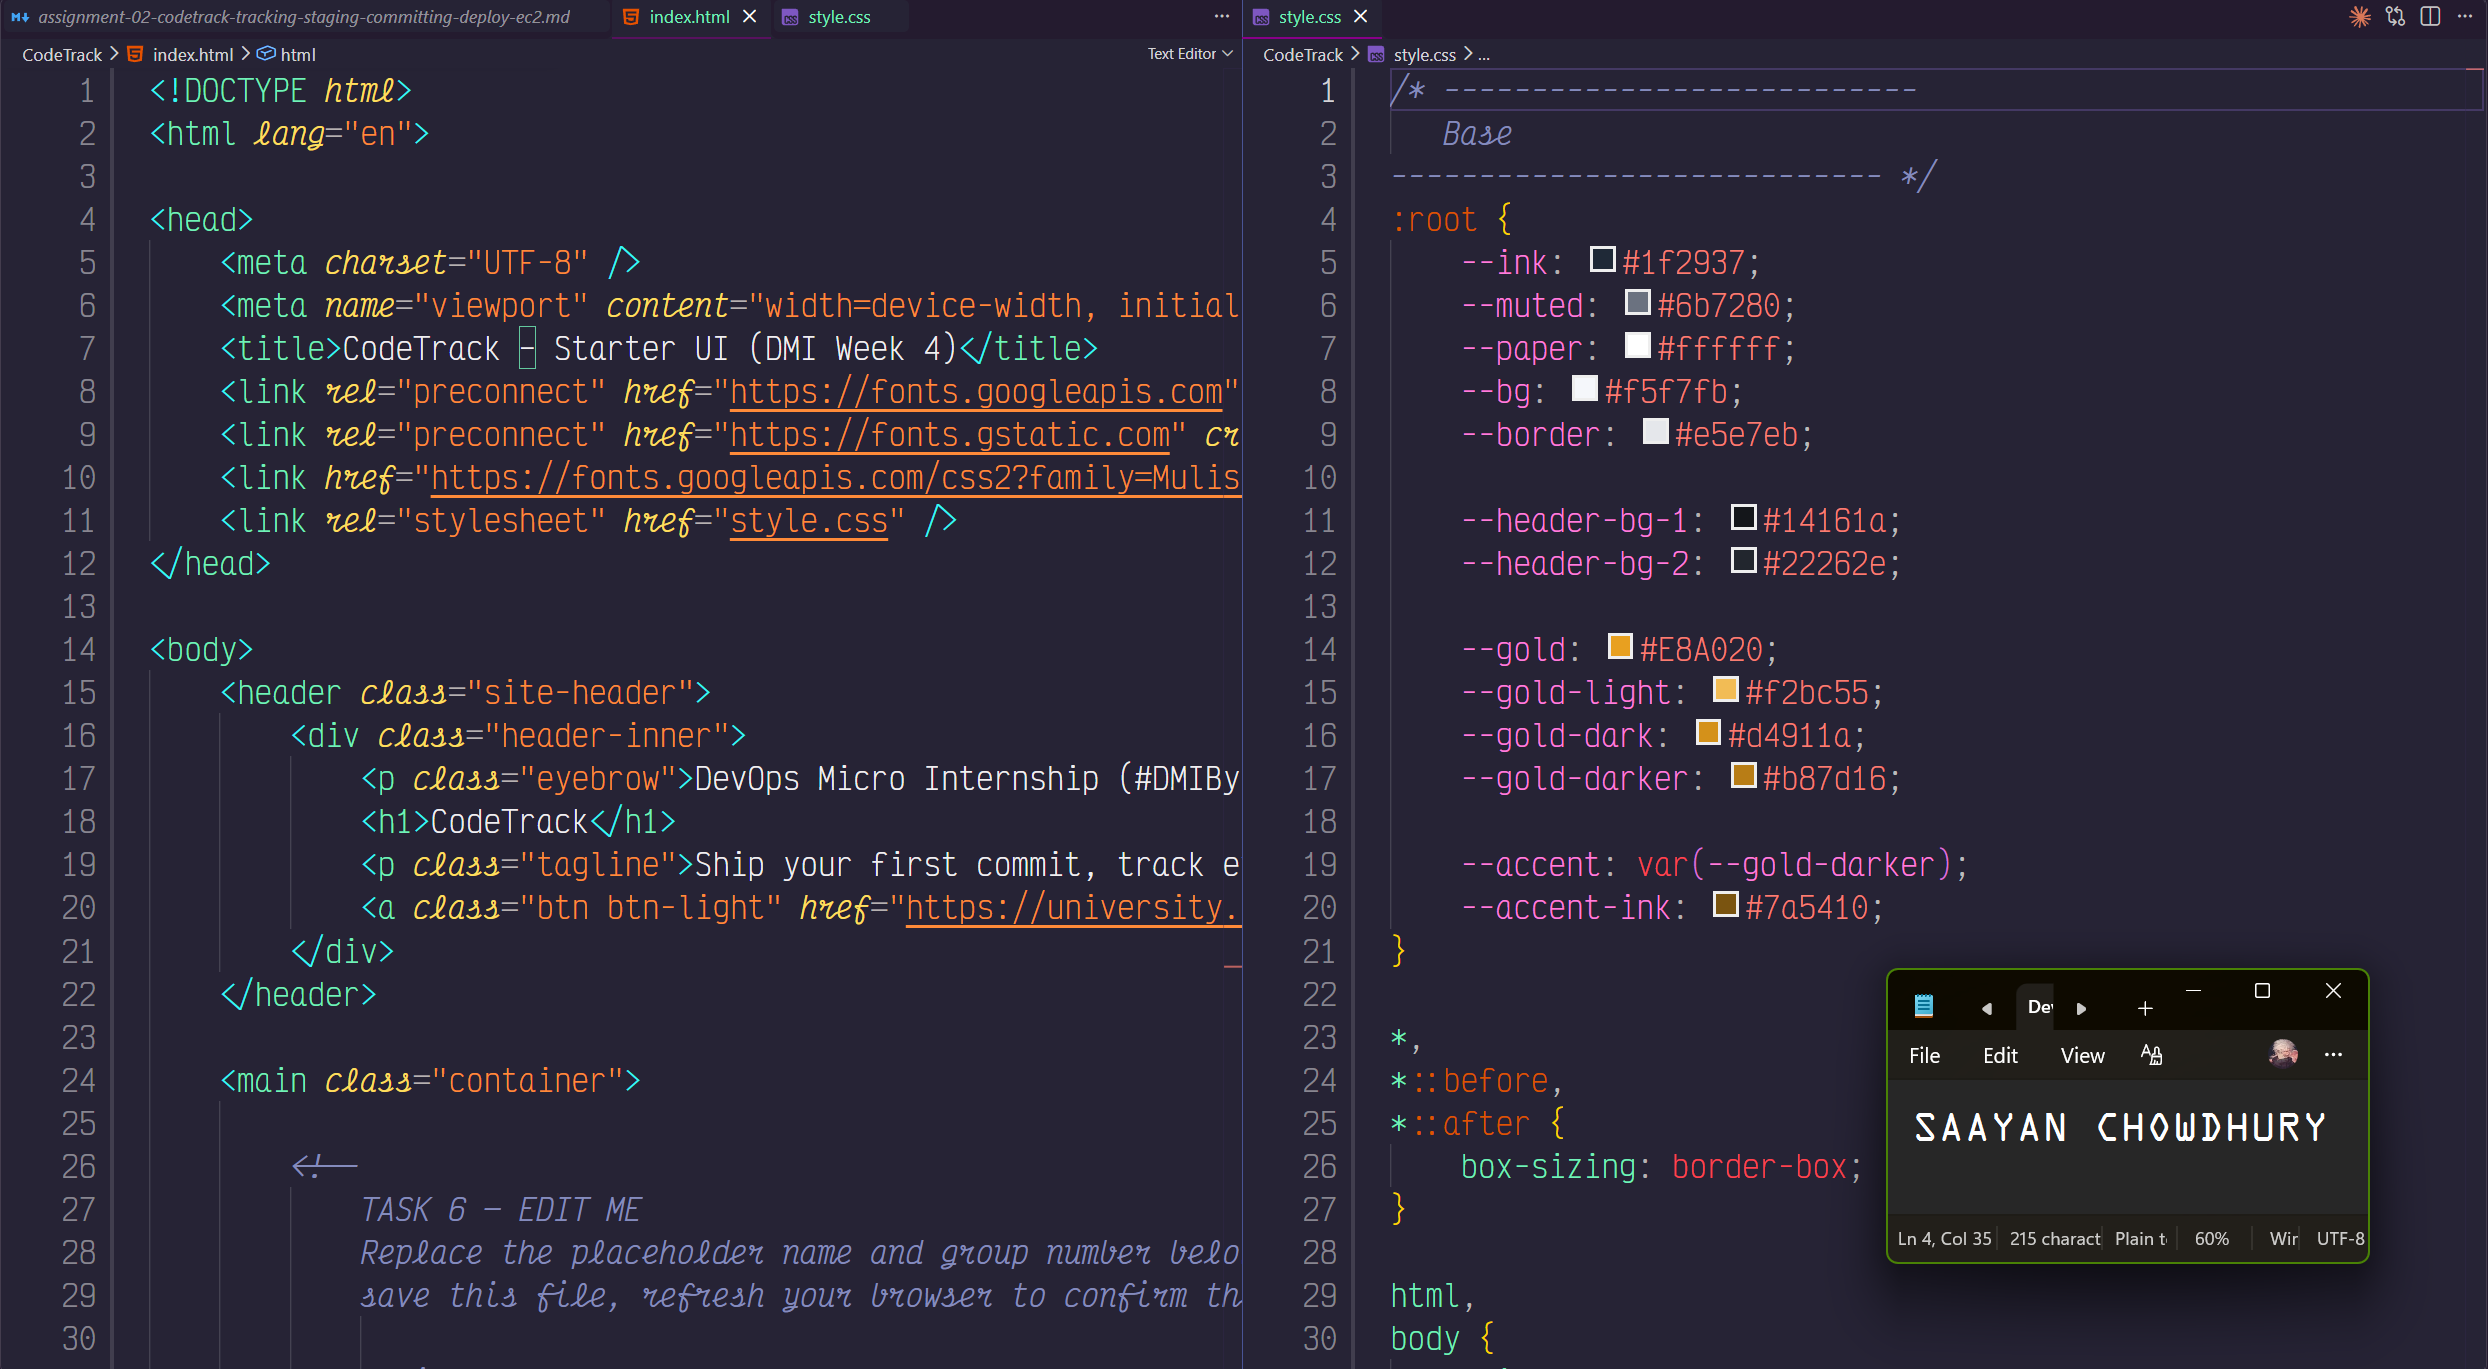 assignment-02-codetrack-tracking-staging-committing-deploy-ec2.md
index.html
style.css
CodeTrack > index.html > html
Text Editor
1 <!DOCTYPE html>
2 <html lang="en">
3
4 <head>
5 <meta charset="UTF-8" />
6 <meta name="viewport" content="width=device-width, initial
7 <title>CodeTrack – Starter UI (DMI Week 4)</title>
8 <link rel="preconnect" href="https://fonts.googleapis.com"
9 <link rel="preconnect" href="https://fonts.gstatic.com" cr
10 <link href="https://fonts.googleapis.com/css2?family=Mulis
11 <link rel="stylesheet" href="style.css" />
12 </head>
13
14 <body>
15 <header class="site-header">
16 <div class="header-inner">
17 <p class="eyebrow">DevOps Micro Internship (#DMIBy
18 <h1>CodeTrack</h1>
19 <p class="tagline">Ship your first commit, track e
20 <a class="btn btn-light" href="https://university.
21 </div>
22 </header>
23
24 <main class="container">
25
26 <!--
27 TASK 6 — EDIT ME
28 Replace the placeholder name and group number belo
29 save this file, refresh your browser to confirm th
30
style.css
CodeTrack > style.css > ...
1 /* ---------------------------
2 Base
3 ---------------------------- */
4 :root {
5 --ink: #1f2937;
6 --muted: #6b7280;
7 --paper: #ffffff;
8 --bg: #f5f7fb;
9 --border: #e5e7eb;
10
11 --header-bg-1: #14161a;
12 --header-bg-2: #22262e;
13
14 --gold: #E8A020;
15 --gold-light: #f2bc55;
16 --gold-dark: #d4911a;
17 --gold-darker: #b87d16;
18
19 --accent: var(--gold-darker);
20 --accent-ink: #7a5410;
21 }
22
23 *,
24 *::before,
25 *::after {
26 box-sizing: border-box;
27 }
28
29 html,
30 body {
Dev
File Edit View
SAAYAN CHOWDHURY
Ln 4, Col 35 215 charact Plain t 60% Wir UTF-8